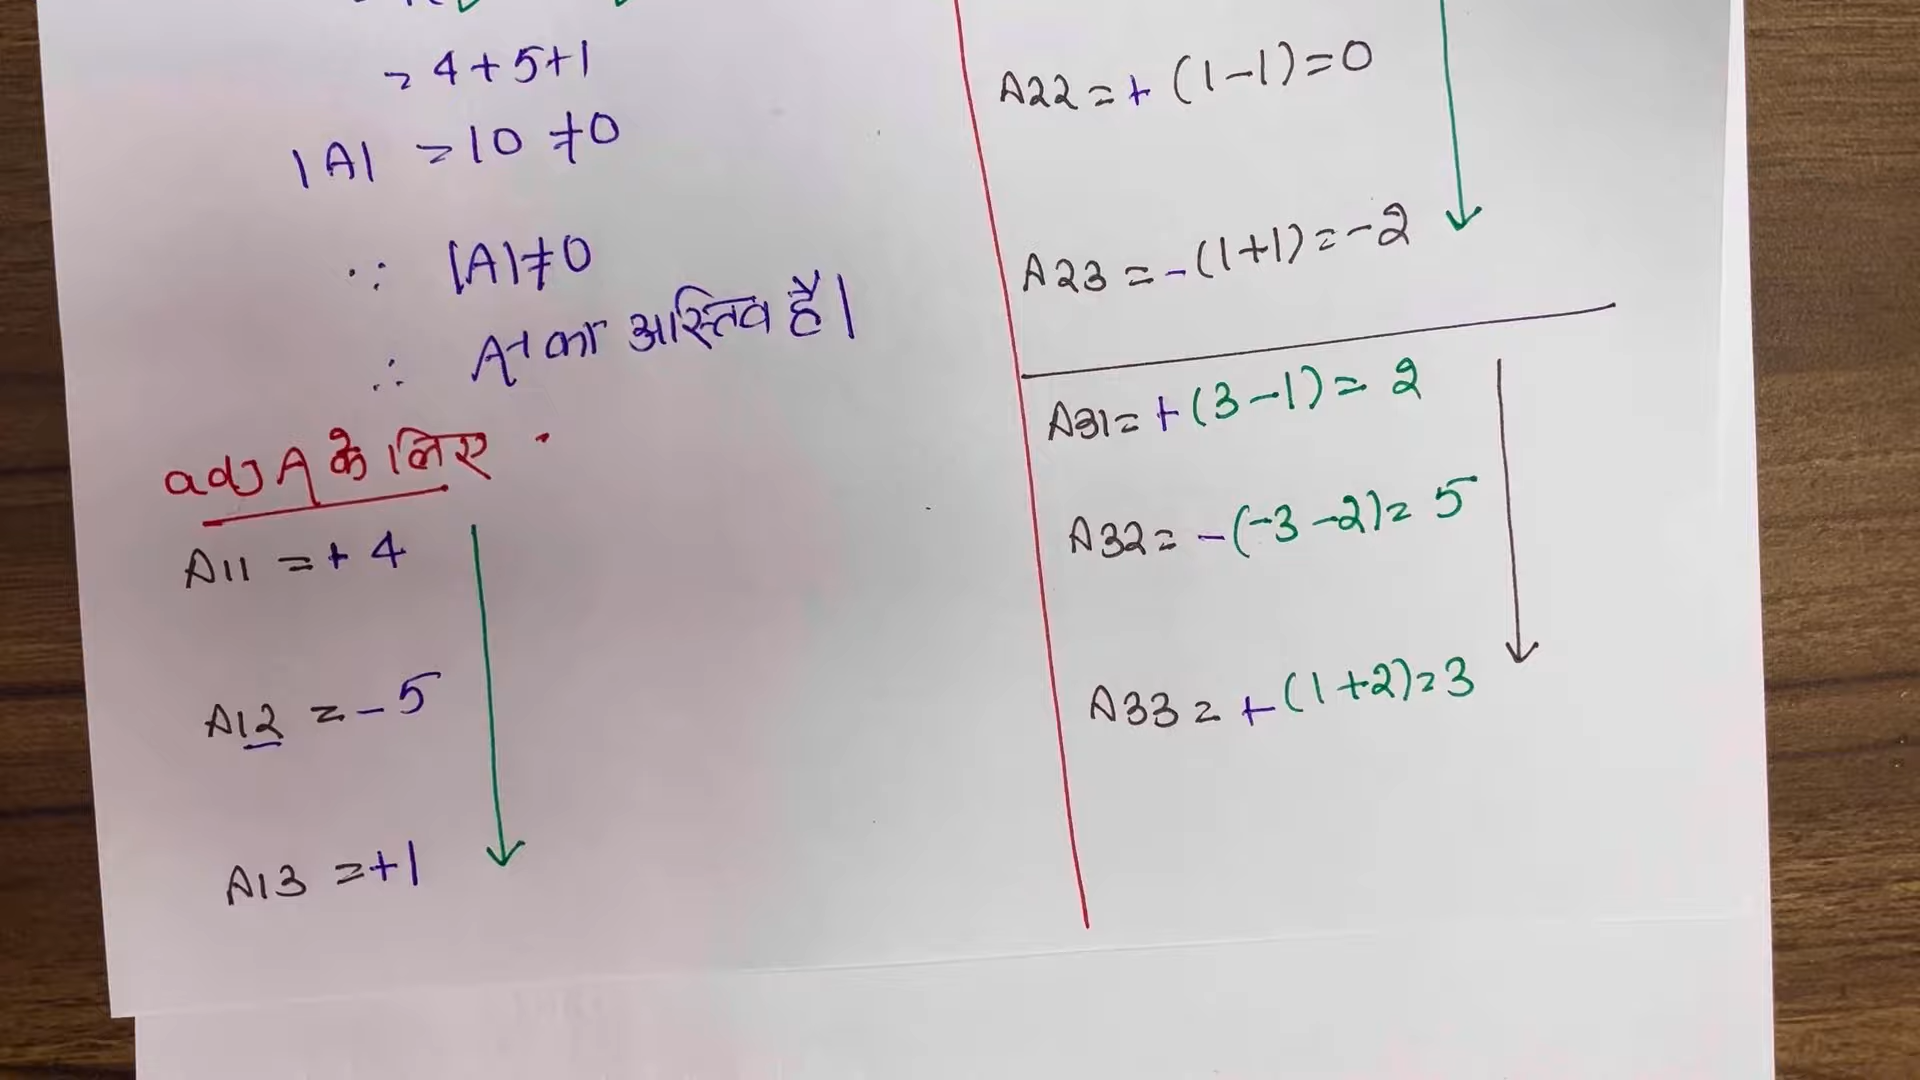 = 4+5+1
|A| = 10 ≠0
∵ |A|≠0
∴ A⁻¹ का अस्तिव है|
adJ A के लिए
A11 = + 4
A12 = - 5
A13 = +1
A22 = + (1-1)=0
A23 = -(1+1)=-2
A31= +(3-1)= 2
A32= -(-3-2)= 5
A33= +(1+2)=3